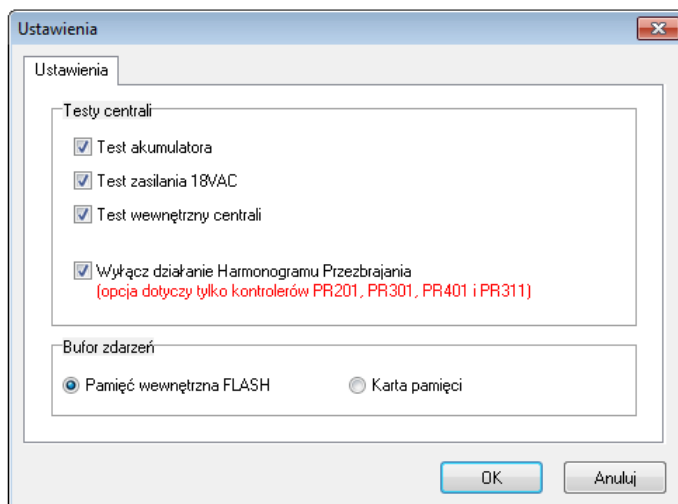 Ustawienia
Ustawienia
Testy centrali
Test akumulatora
Test zasilania 18VAC
Test wewnętrzny centrali
Wyłącz działanie Harmonogramu Przezbrajania
(opcja dotyczy tylko kontrolerów PR201, PR301, PR401 i PR311)
Bufor zdarzeń
Pamięć wewnętrzna FLASH
Karta pamięci
OK
Anuluj